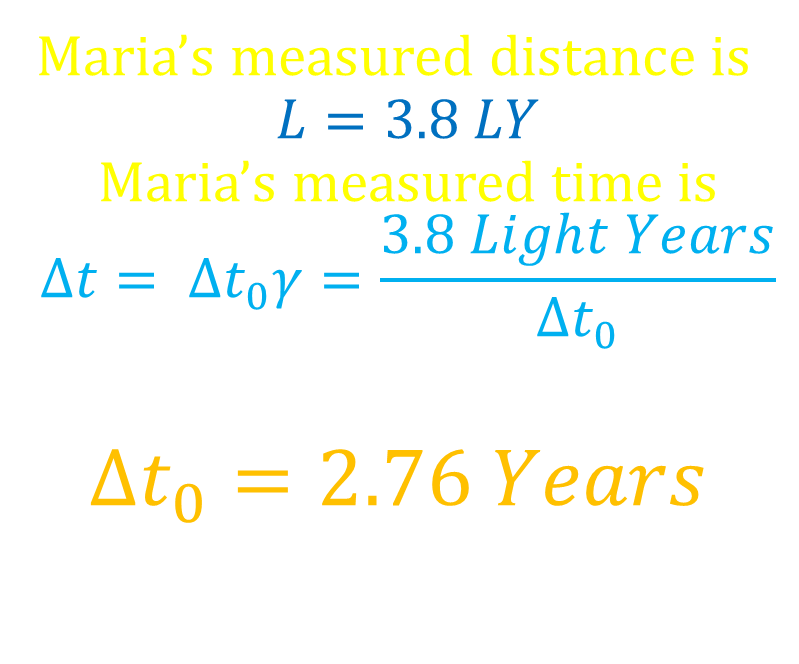 Maria’s measured distance is
L = 3.8 LY
Maria’s measured time is
Δt = Δt₀γ = 3.8 Light Years / Δt₀
Δt₀ = 2.76 Years